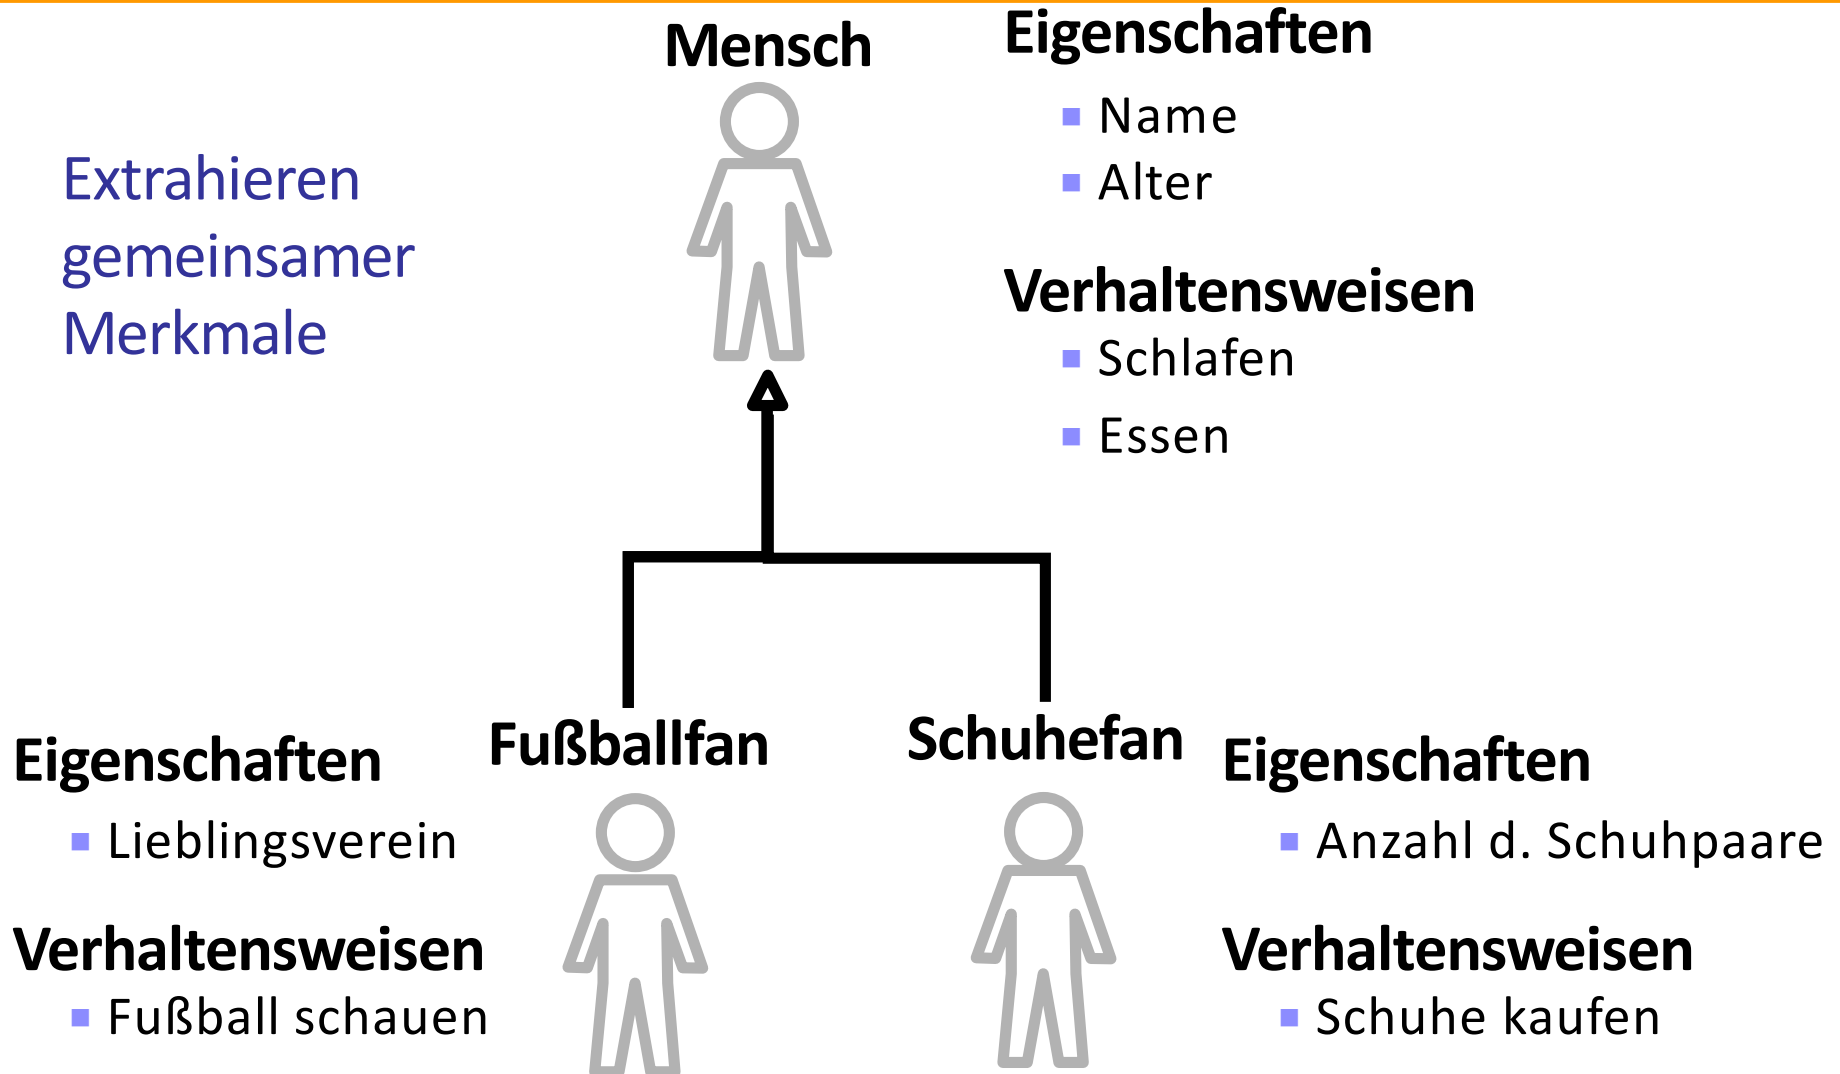 Mensch
Eigenschaften
Name
Alter
Extrahieren
gemeinsamer
Merkmale
Verhaltensweisen
Schlafen
Essen
Fußballfan
Eigenschaften
Lieblingsverein
Verhaltensweisen
Fußball schauen
Schuhefan
Eigenschaften
Anzahl d. Schuhpaare
Verhaltensweisen
Schuhe kaufen